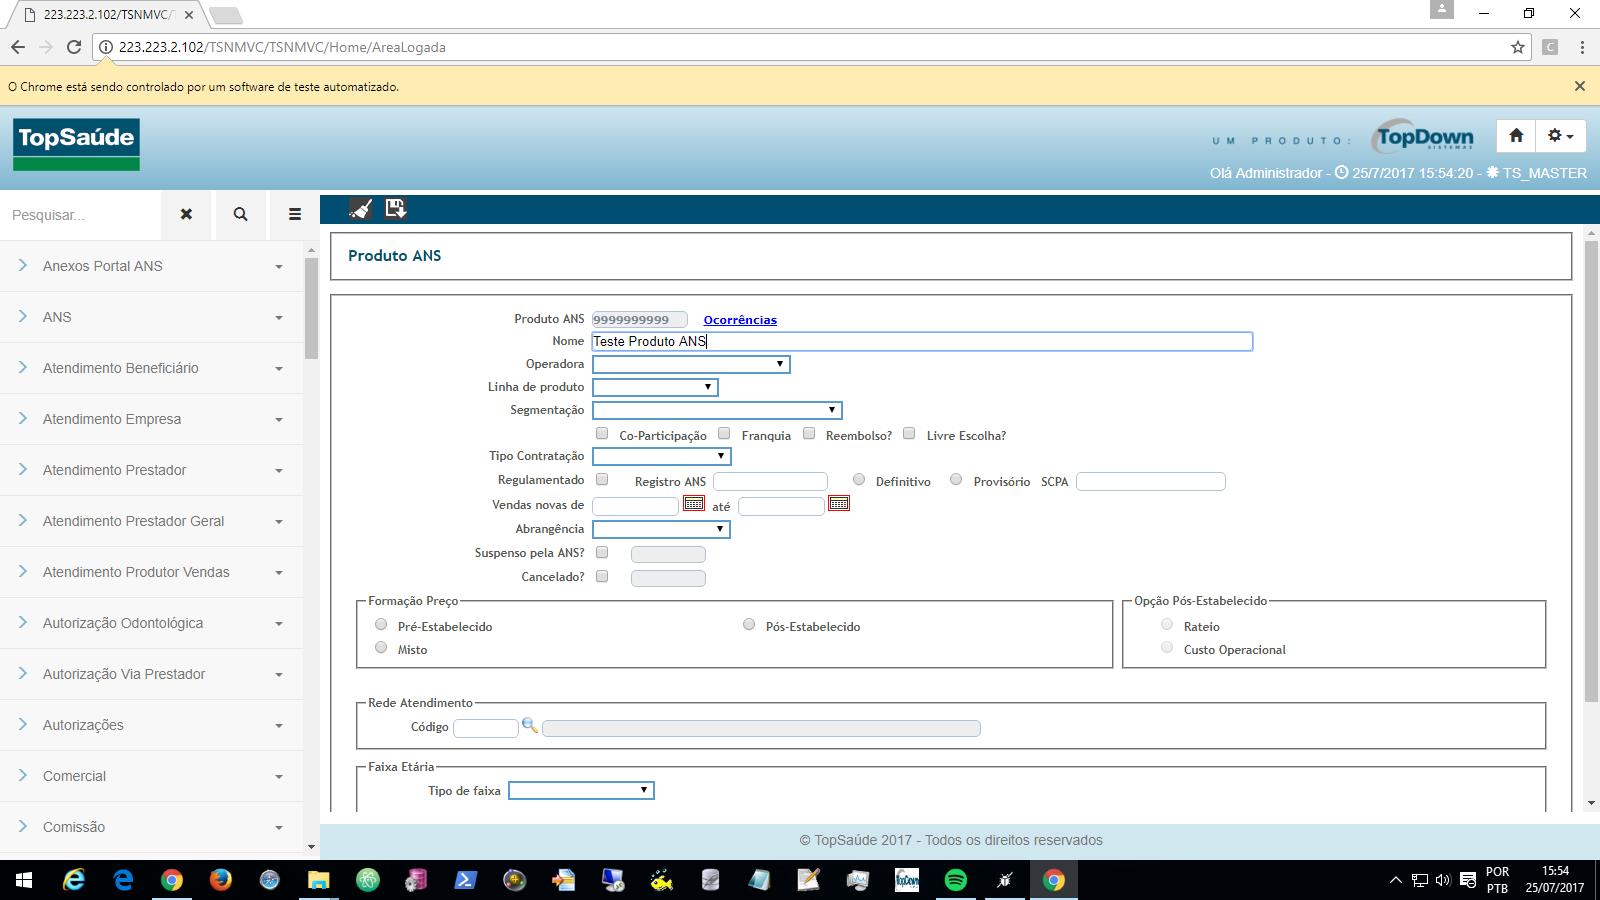 223.223.2.102/TSNMVC/T
223.223.2.102/TSNMVC/TSNMVC/Home/AreaLogada
C
O Chrome está sendo controlado por um software de teste automatizado.
TopSaúde
UM PRODUTO:
TopDown
SISTEMAS
Olá Administrador - 25/7/2017 15:54:20 - TS_MASTER
Pesquisar...
Anexos Portal ANS
ANS
Atendimento Beneficiário
Atendimento Empresa
Atendimento Prestador
Atendimento Prestador Geral
Atendimento Produtor Vendas
Autorização Odontológica
Autorização Via Prestador
Autorizações
Comercial
Comissão
Produto ANS
Produto ANS 9999999999 Ocorrências
Nome Teste Produto ANS
Operadora
Linha de produto
Segmentação
Co-Participação Franquia Reembolso? Livre Escolha?
Tipo Contratação
Regulamentado Registro ANS Definitivo Provisório SCPA
Vendas novas de até
Abrangência
Suspenso pela ANS?
Cancelado?
Formação Preço
Pré-Estabelecido Pós-Estabelecido
Misto
Opção Pós-Estabelecido
Rateio
Custo Operacional
Rede Atendimento
Código
Faixa Etária
Tipo de faixa
© TopSaúde 2017 - Todos os direitos reservados
TopDown
POR
PTB
15:54
25/07/2017